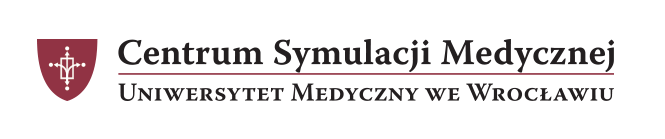 Centrum Symulacji Medycznej
Uniwersytet Medyczny we Wrocławiu